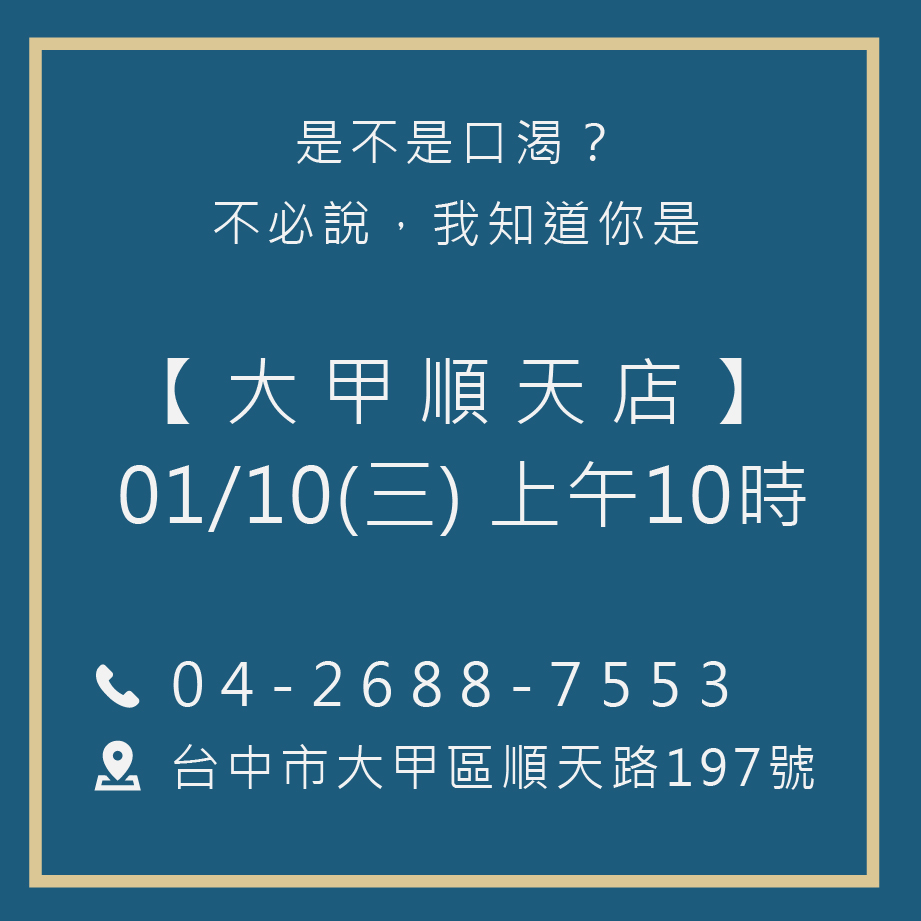 是不是口渴？
不必說，我知道你是
【大甲順天店】
01/10(三) 上午10時
04-2688-7553
台中市大甲區順天路197號